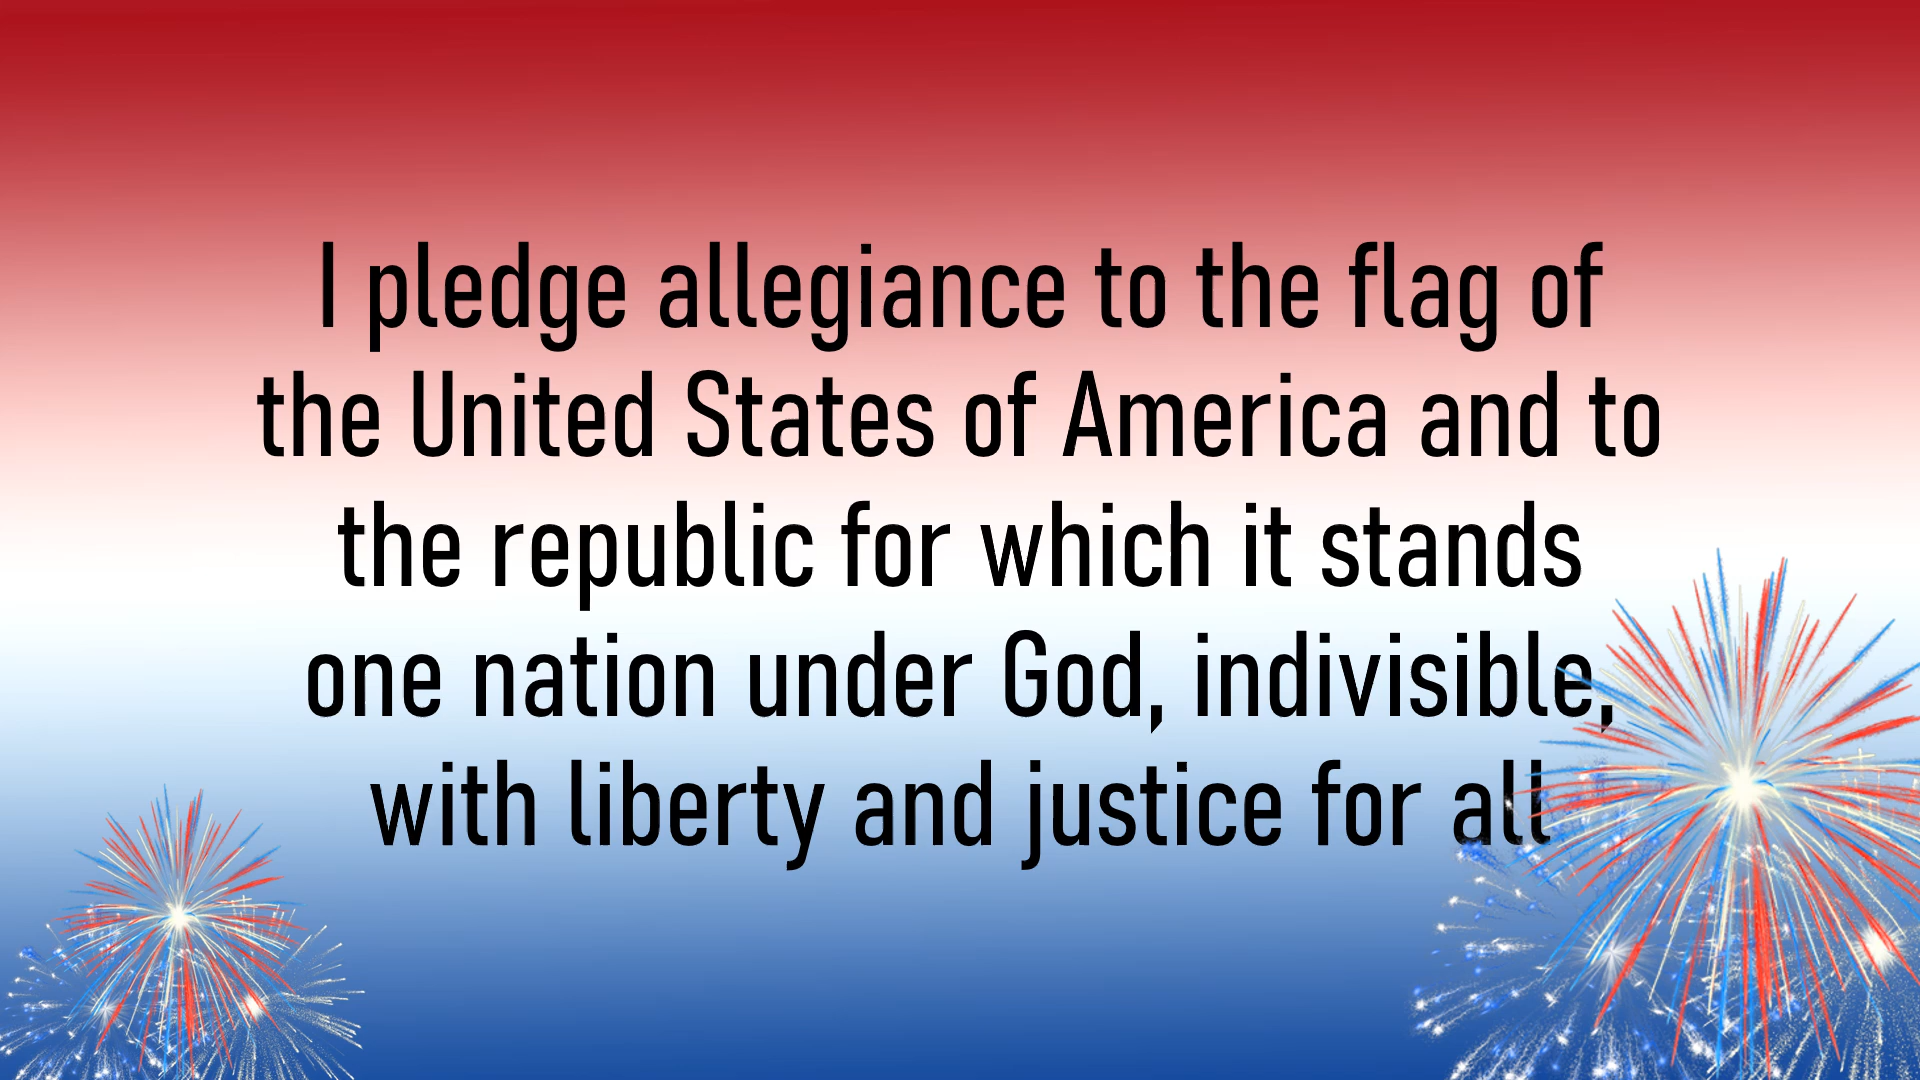 I pledge allegiance to the flag of
the United States of America and to
the republic for which it stands
one nation under God, indivisible,
with liberty and justice for all